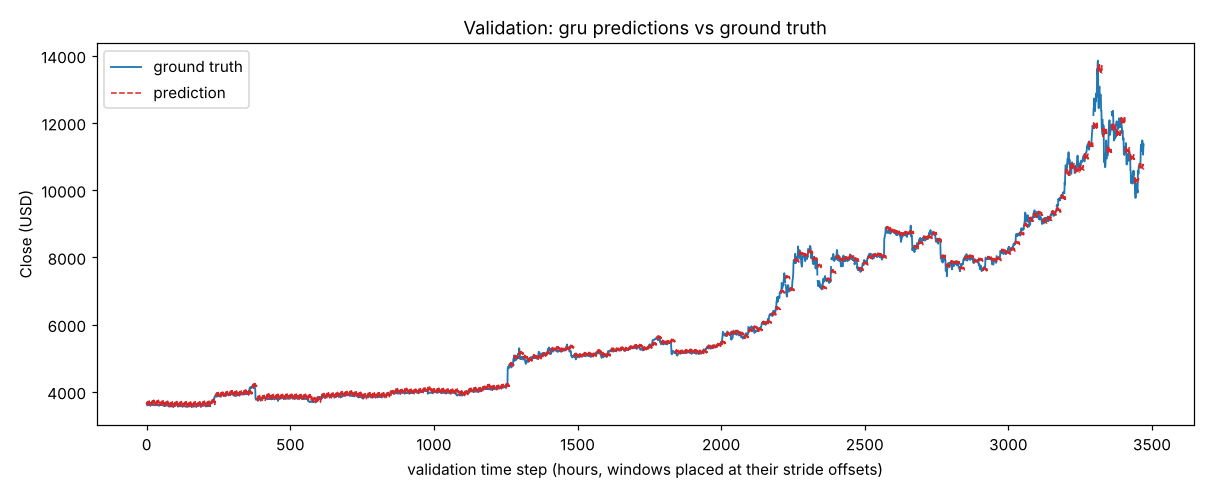 Validation: gru predictions vs ground truth
ground truth
prediction
Close (USD)
14000
12000
10000
8000
6000
4000
0 500 1000 1500 2000 2500 3000 3500
validation time step (hours, windows placed at their stride offsets)